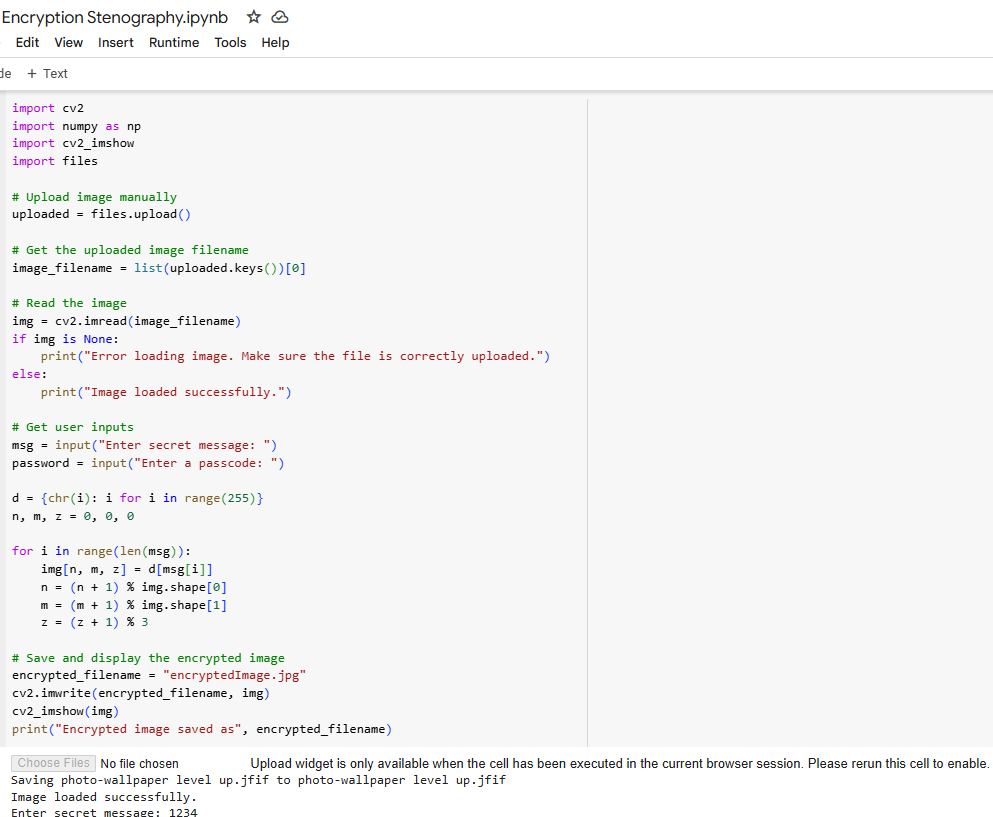 Encryption Stenography.ipynb
Edit View Insert Runtime Tools Help
de + Text
import cv2
import numpy as np
import cv2_imshow
import files
# Upload image manually
uploaded = files.upload()
# Get the uploaded image filename
image_filename = list(uploaded.keys())[0]
# Read the image
img = cv2.imread(image_filename)
if img is None:
    print("Error loading image. Make sure the file is correctly uploaded.")
else:
    print("Image loaded successfully.")
# Get user inputs
msg = input("Enter secret message: ")
password = input("Enter a passcode: ")
d = {chr(i): i for i in range(255)}
n, m, z = 0, 0, 0
for i in range(len(msg)):
    img[n, m, z] = d[msg[i]]
    n = (n + 1) % img.shape[0]
    m = (m + 1) % img.shape[1]
    z = (z + 1) % 3
# Save and display the encrypted image
encrypted_filename = "encryptedImage.jpg"
cv2.imwrite(encrypted_filename, img)
cv2_imshow(img)
print("Encrypted image saved as", encrypted_filename)
Choose Files No file chosen Upload widget is only available when the cell has been executed in the current browser session. Please rerun this cell to enable.
Saving photo-wallpaper level up.jfif to photo-wallpaper level up.jfif
Image loaded successfully.
Enter secret message: 1234